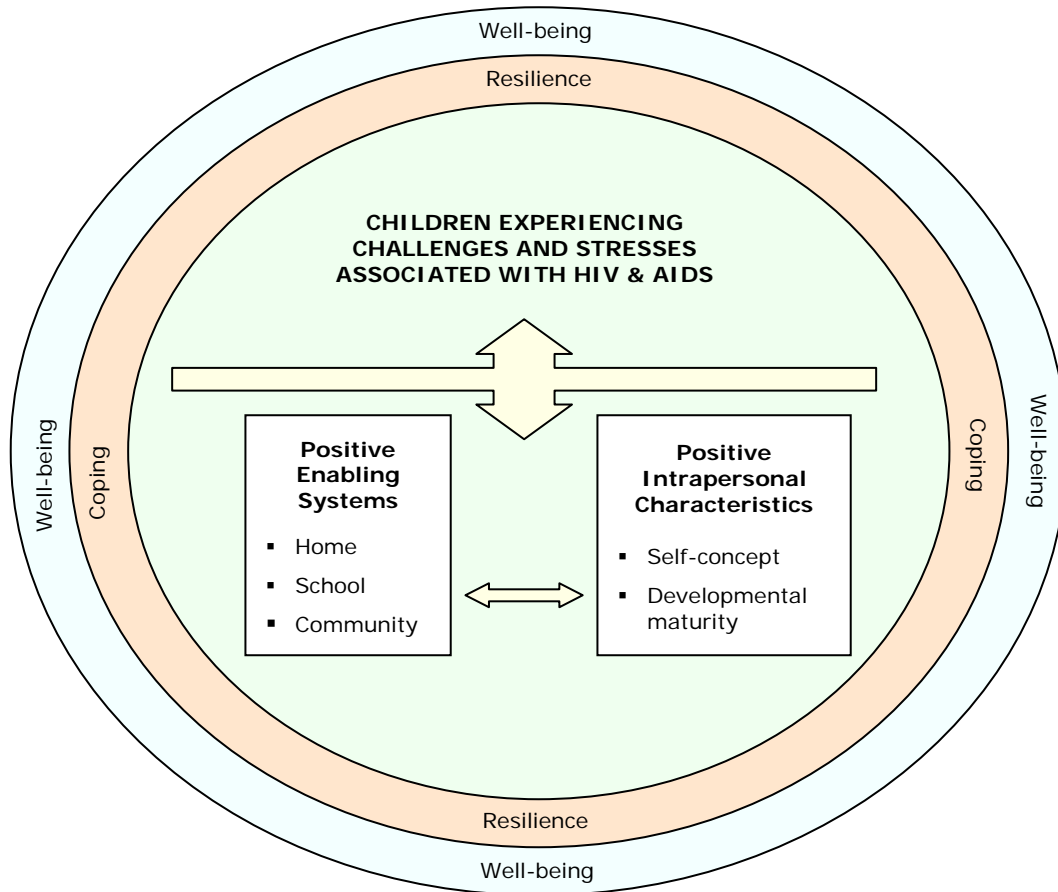 Well-being
Resilience
CHILDREN EXPERIENCING
CHALLENGES AND STRESSES
ASSOCIATED WITH HIV & AIDS
Well-being
Coping
Positive
Enabling
Systems
▪ Home
▪ School
▪ Community
Positive
Intrapersonal
Characteristics
▪ Self-concept
▪ Developmental
maturity
Coping
Well-being
Resilience
Well-being